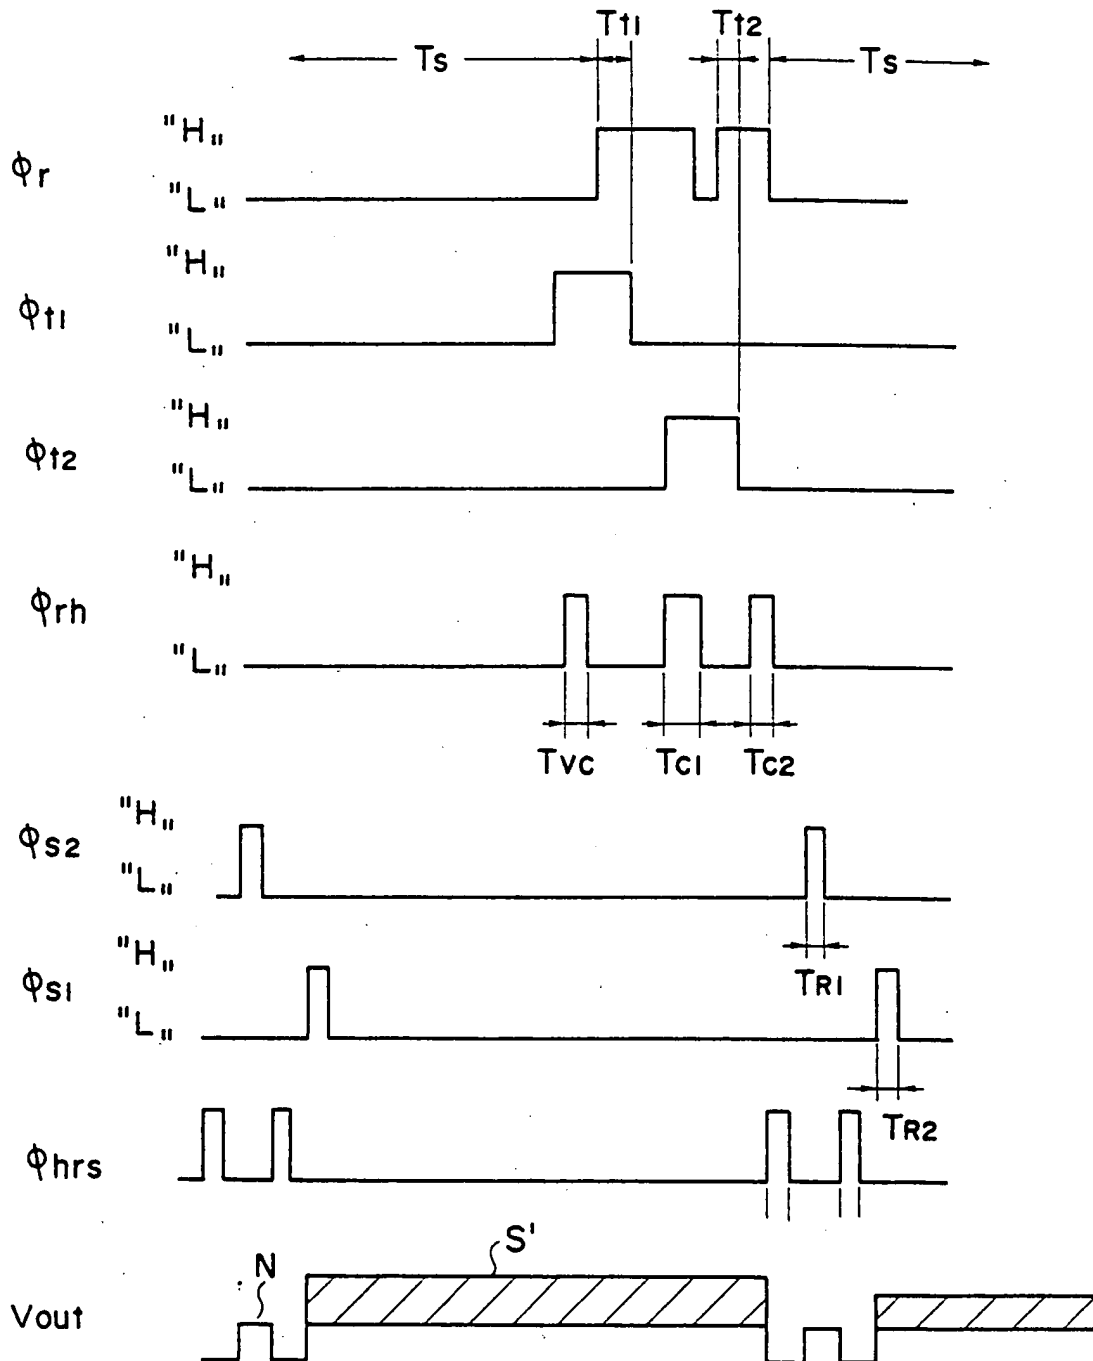 Tt1 Tt2
Ts Ts
φr "H„
"L„
φt1 "H„
"L„
φt2 "H„
"L„
φrh "H„
"L„
Tvc Tc1 Tc2
φS2 "H„
"L„
TR1
φS1 "H„
"L„
TR2
φhrs
N S'
Vout